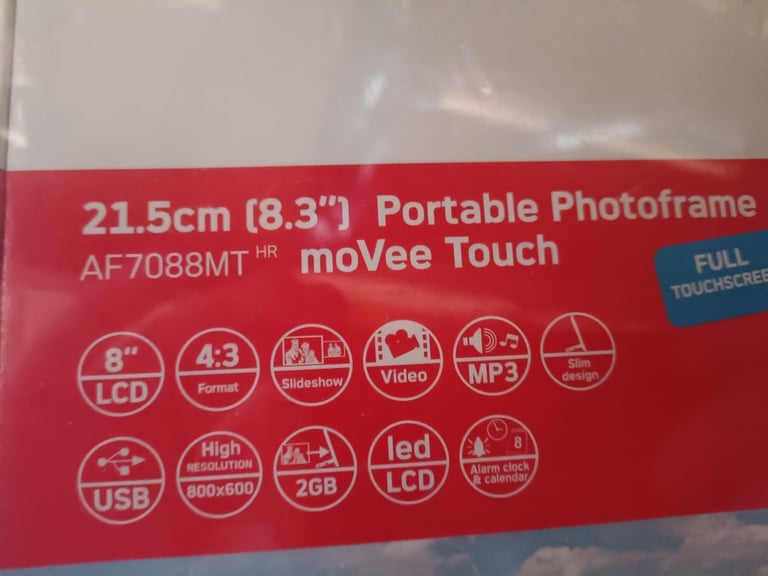 21.5cm (8.3") Portable Photoframe
AF7088MT HR moVee Touch
FULL
8"
LCD
4:3
Format
Slideshow
Video
MP3
Slim
design
USB
High
RESOLUTION
800x600
2GB
led
LCD
8
Alarm clock
& calendar